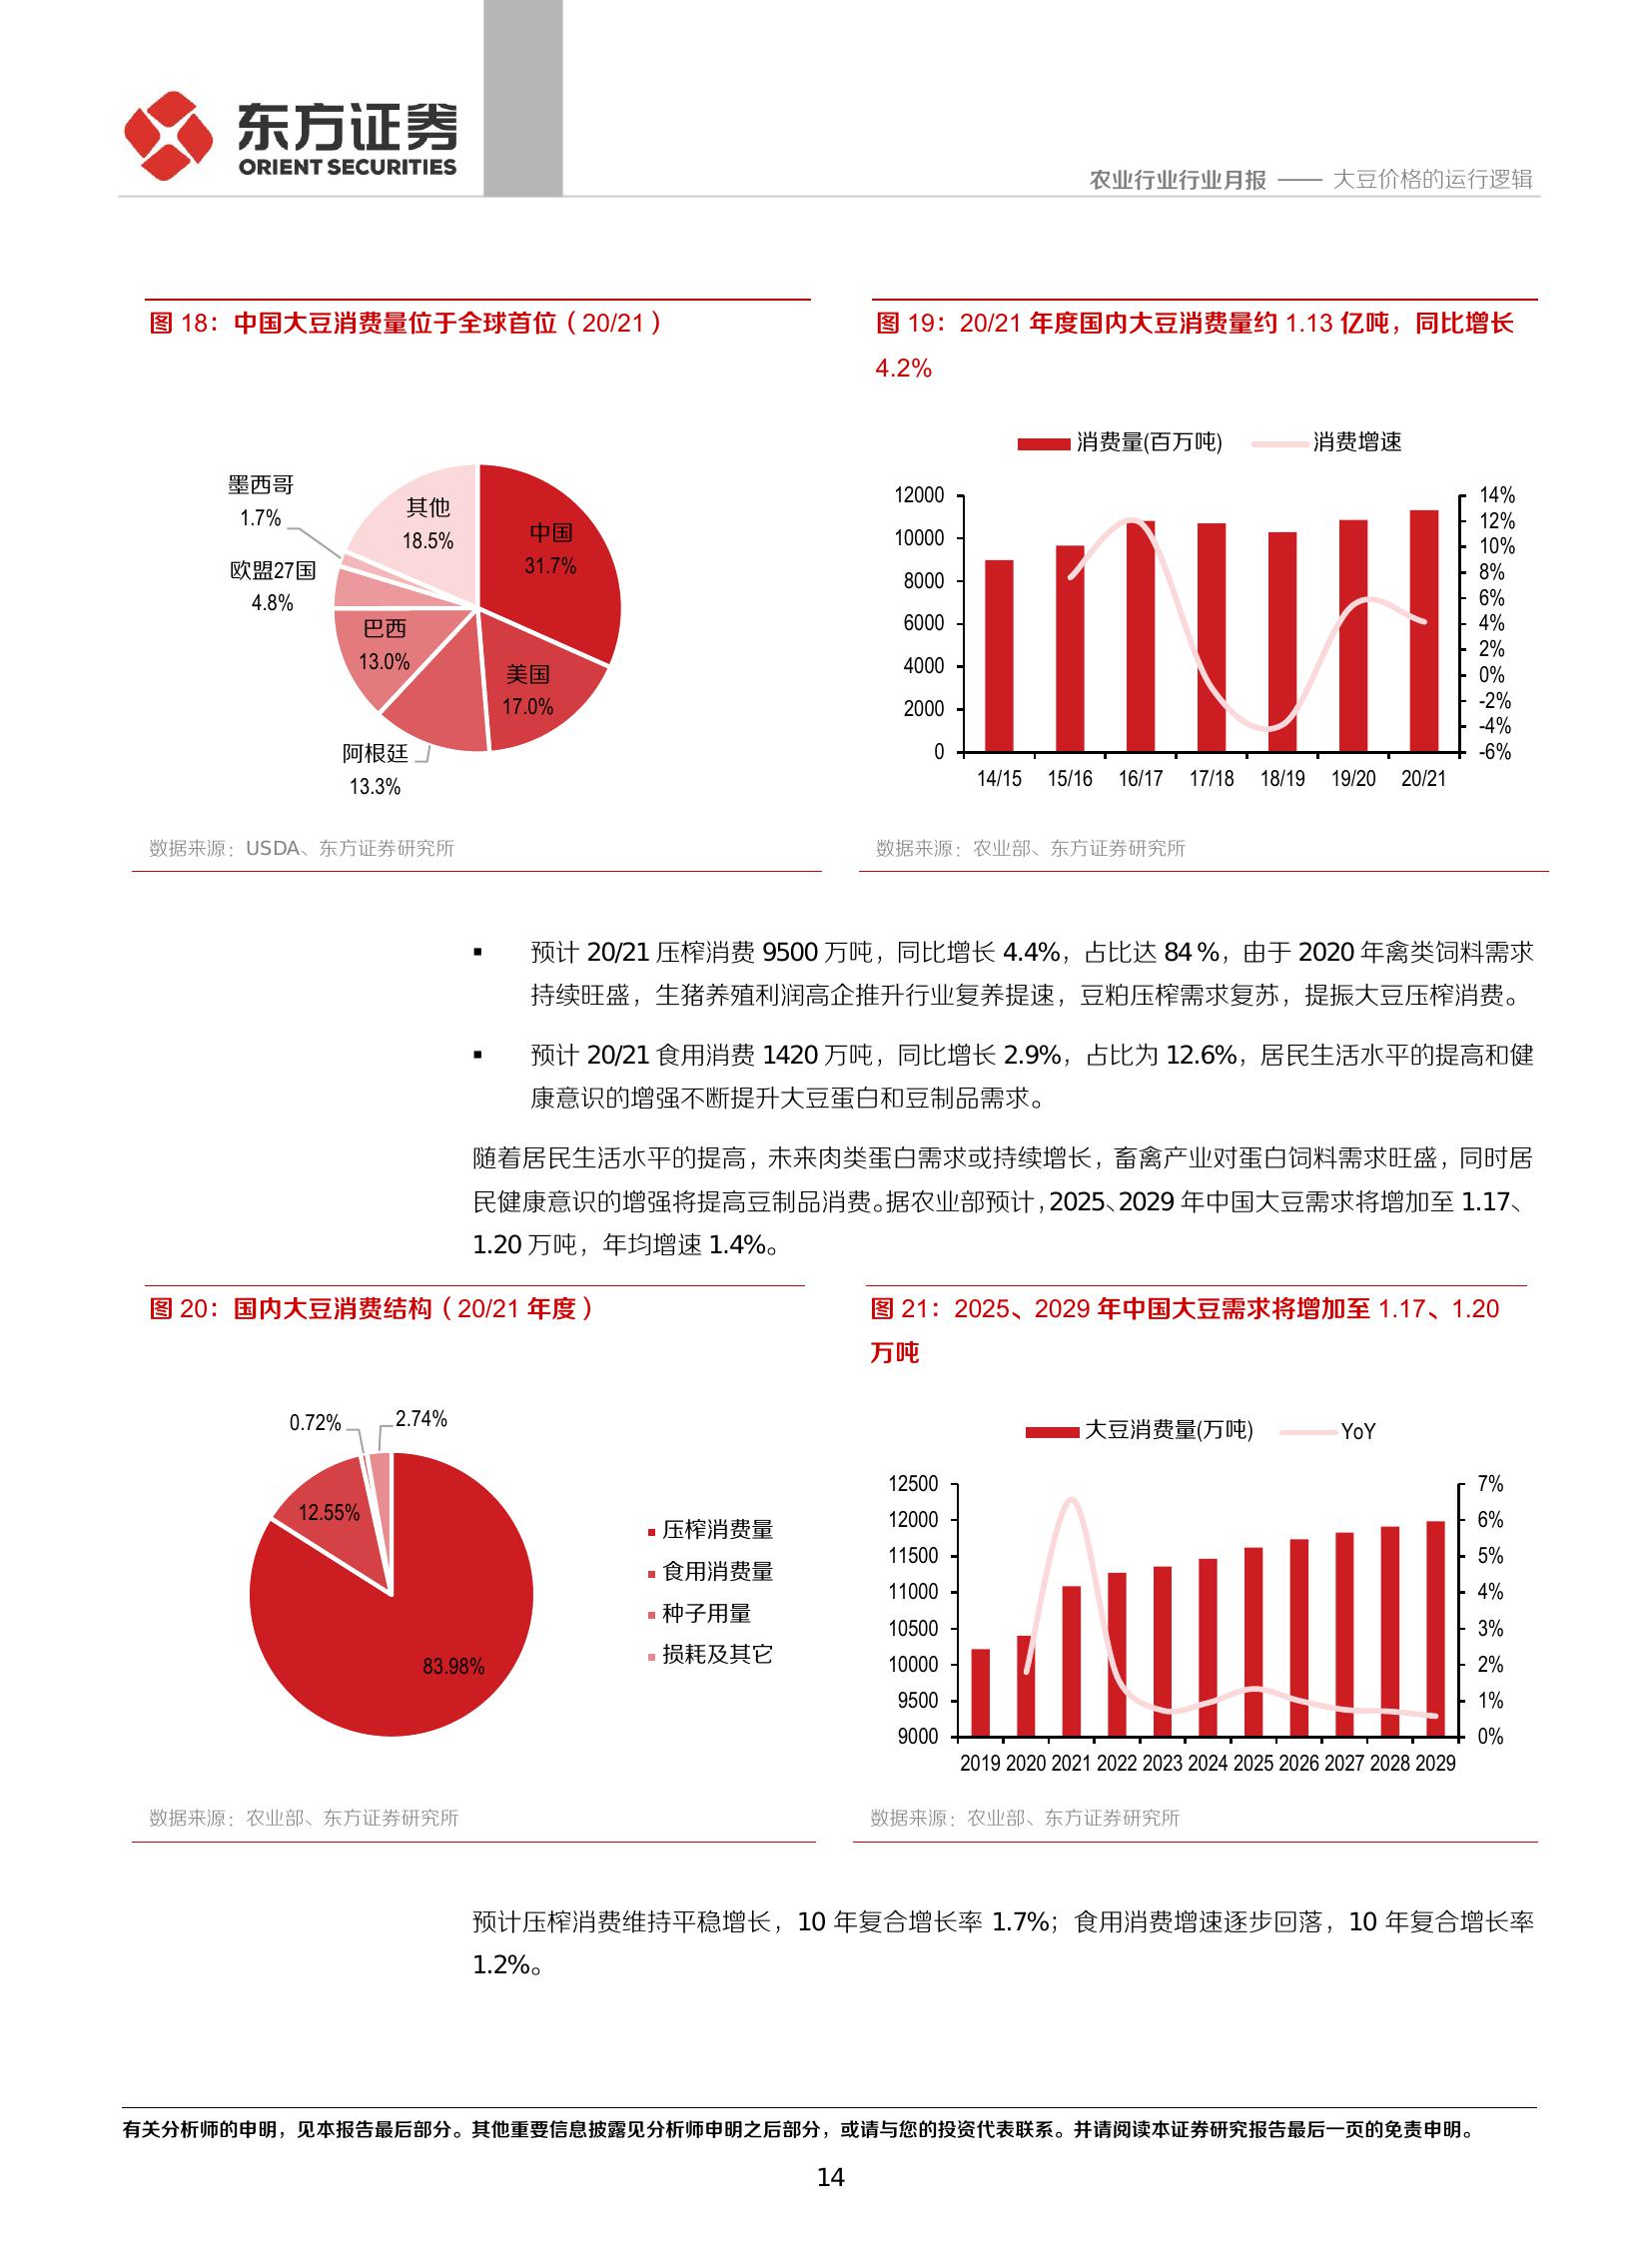 东方证券
ORIENT SECURITIES
农业行业行业月报 —— 大豆价格的运行逻辑
图 18：中国大豆消费量位于全球首位（20/21）
墨西哥
1.7%
其他
18.5%
中国
31.7%
欧盟27国
4.8%
巴西
13.0%
美国
17.0%
阿根廷
13.3%
数据来源：USDA、东方证券研究所
图 19：20/21 年度国内大豆消费量约 1.13 亿吨，同比增长
4.2%
消费量(百万吨) 消费增速
12000 14%
12%
10000 10%
8000 8%
6%
6000 4%
2%
4000 0%
2000 -2%
-4%
0 -6%
14/15 15/16 16/17 17/18 18/19 19/20 20/21
数据来源：农业部、东方证券研究所
▪ 预计 20/21 压榨消费 9500 万吨，同比增长 4.4%，占比达 84 %，由于 2020 年禽类饲料需求
持续旺盛，生猪养殖利润高企推升行业复养提速，豆粕压榨需求复苏，提振大豆压榨消费。
▪ 预计 20/21 食用消费 1420 万吨，同比增长 2.9%，占比为 12.6%，居民生活水平的提高和健
康意识的增强不断提升大豆蛋白和豆制品需求。
随着居民生活水平的提高，未来肉类蛋白需求或持续增长，畜禽产业对蛋白饲料需求旺盛，同时居
民健康意识的增强将提高豆制品消费。据农业部预计，2025、2029 年中国大豆需求将增加至 1.17、
1.20 万吨，年均增速 1.4%。
图 20：国内大豆消费结构（20/21 年度）
0.72% 2.74%
12.55%
83.98%
压榨消费量
食用消费量
种子用量
损耗及其它
数据来源：农业部、东方证券研究所
图 21：2025、2029 年中国大豆需求将增加至 1.17、1.20
万吨
大豆消费量(万吨) YoY
12500 7%
12000 6%
11500 5%
11000 4%
10500 3%
10000 2%
9500 1%
9000 0%
2019 2020 2021 2022 2023 2024 2025 2026 2027 2028 2029
数据来源：农业部、东方证券研究所
预计压榨消费维持平稳增长，10 年复合增长率 1.7%；食用消费增速逐步回落，10 年复合增长率
1.2%。
有关分析师的申明，见本报告最后部分。其他重要信息披露见分析师申明之后部分，或请与您的投资代表联系。并请阅读本证券研究报告最后一页的免责申明。
14